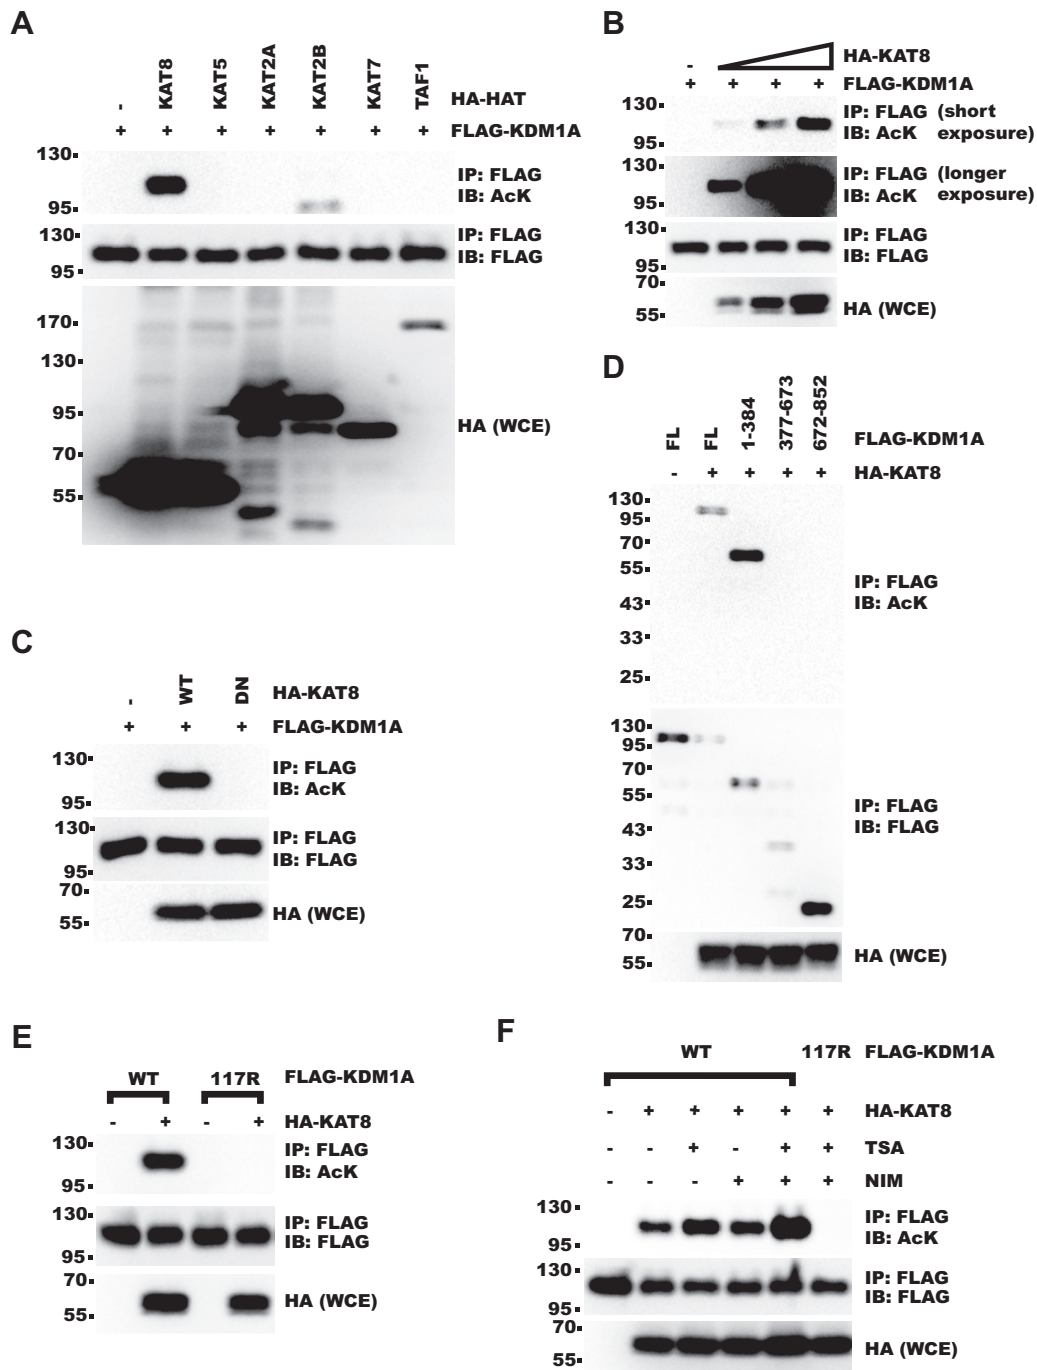 A
- KAT8 KAT5 KAT2A KAT2B KAT7 TAF1 HA-HAT
+ + + + + + + FLAG-KDM1A
130
95
IP: FLAG
IB: AcK
130
95
IP: FLAG
IB: FLAG
170
130
95
70
55
HA (WCE)
B
HA-KAT8
-
+ + + + FLAG-KDM1A
130
95
IP: FLAG (short
IB: AcK exposure)
130
95
IP: FLAG (longer
IB: AcK exposure)
130
95
IP: FLAG
IB: FLAG
70
55
HA (WCE)
C
- WT DN HA-KAT8
+ + + FLAG-KDM1A
130
95
IP: FLAG
IB: AcK
130
95
IP: FLAG
IB: FLAG
70
55
HA (WCE)
D
FL FL 1-384 377-673 672-852 FLAG-KDM1A
- + + + + HA-KAT8
130
95
70
55
43
33
25
IP: FLAG
IB: AcK
130
95
70
55
43
33
25
IP: FLAG
IB: FLAG
70
55
HA (WCE)
E
WT 117R FLAG-KDM1A
- + - + HA-KAT8
130
95
IP: FLAG
IB: AcK
130
95
IP: FLAG
IB: FLAG
70
55
HA (WCE)
F
WT 117R FLAG-KDM1A
- + + + + + HA-KAT8
- - + - + + TSA
- - - + + + NIM
130
95
IP: FLAG
IB: AcK
130
95
IP: FLAG
IB: FLAG
70
55
HA (WCE)